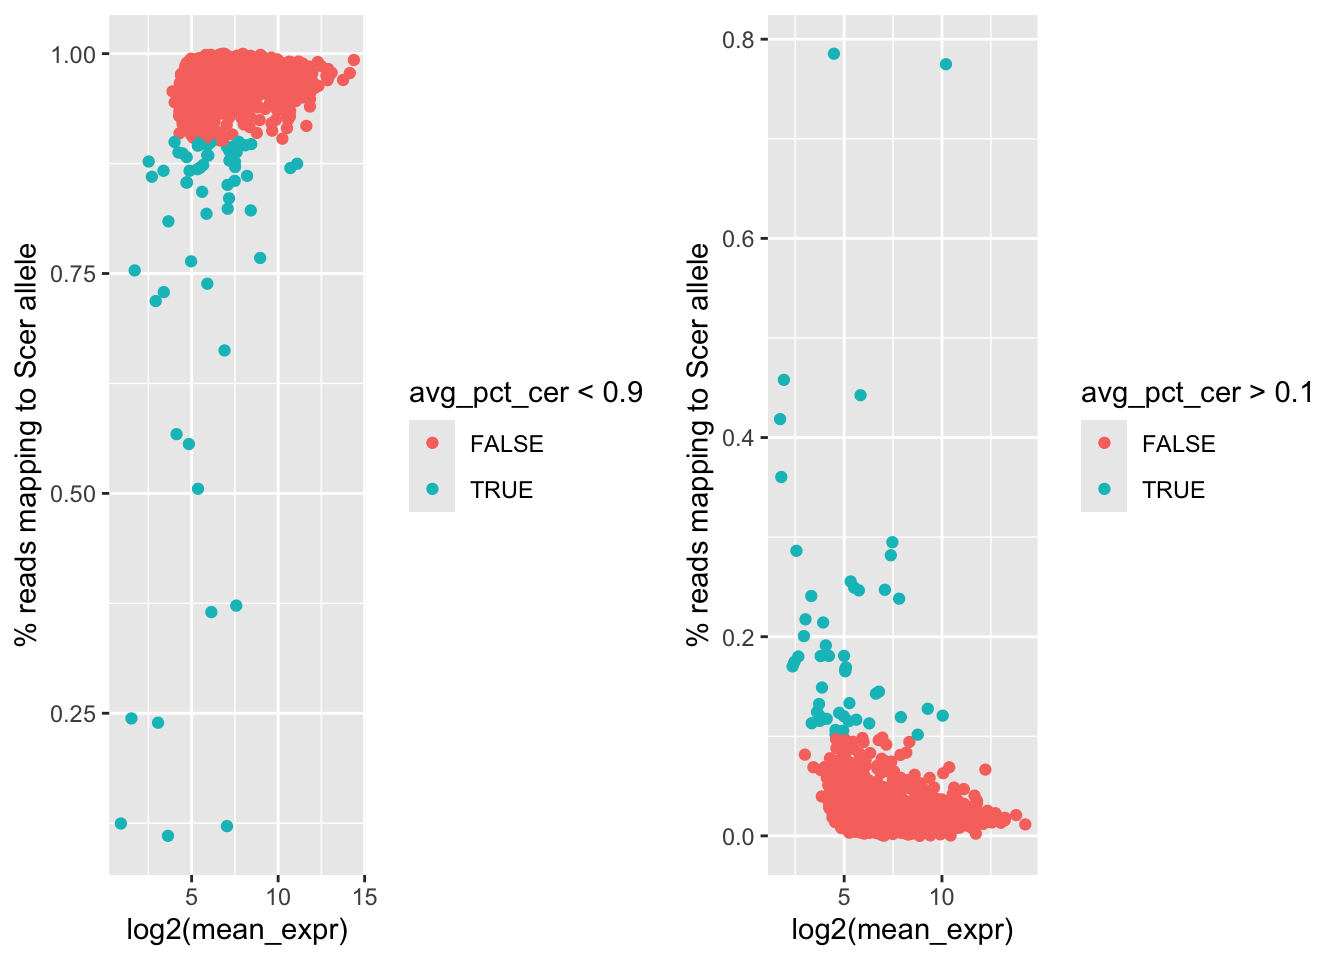 % reads mapping to Scer allele
1.00
0.75
0.50
0.25
5
10
15
log2(mean_expr)
avg_pct_cer < 0.9
FALSE
TRUE
% reads mapping to Scer allele
0.8
0.6
0.4
0.2
0.0
5
10
log2(mean_expr)
avg_pct_cer > 0.1
FALSE
TRUE